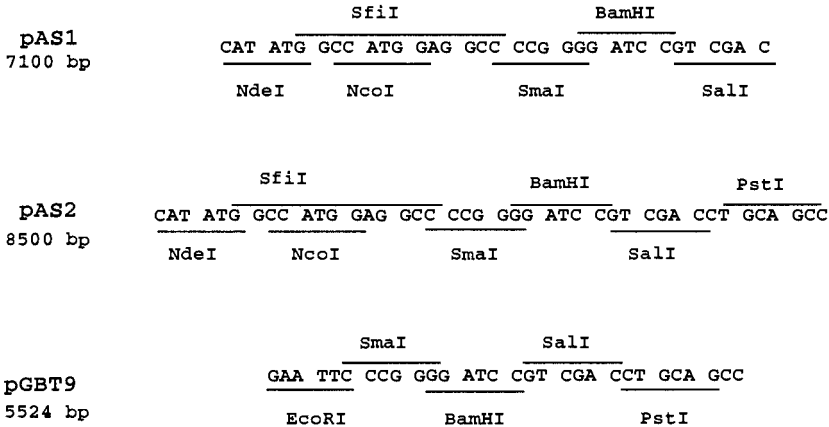 SfiI BamHI
pAS1 CAT ATG GCC ATG GAG GCC CCG GGG ATC CGT CGA C
7100 bp
NdeI NcoI SmaI SalI
SfiI BamHI PstI
pAS2 CAT ATG GCC ATG GAG GCC CCG GGG ATC CGT CGA CCT GCA GCC
8500 bp
NdeI NcoI SmaI SalI
SmaI SalI
pGBT9 GAA TTC CCG GGG ATC CGT CGA CCT GCA GCC
5524 bp
EcoRI BamHI PstI